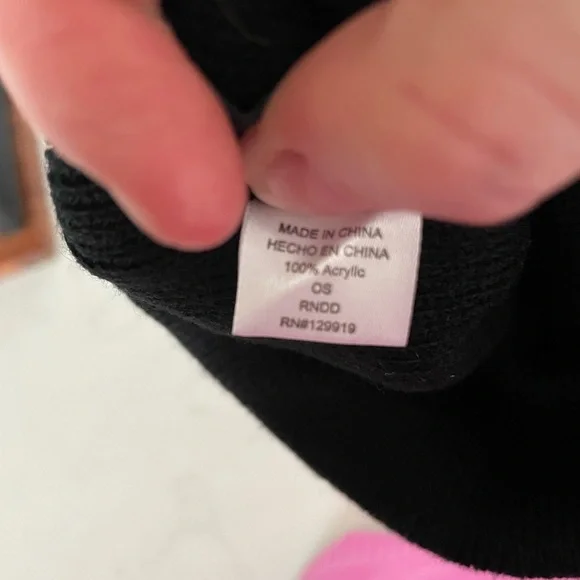 MADE IN CHINA
HECHO EN CHINA
100% Acrylic
OS
RNDD
RN#129919